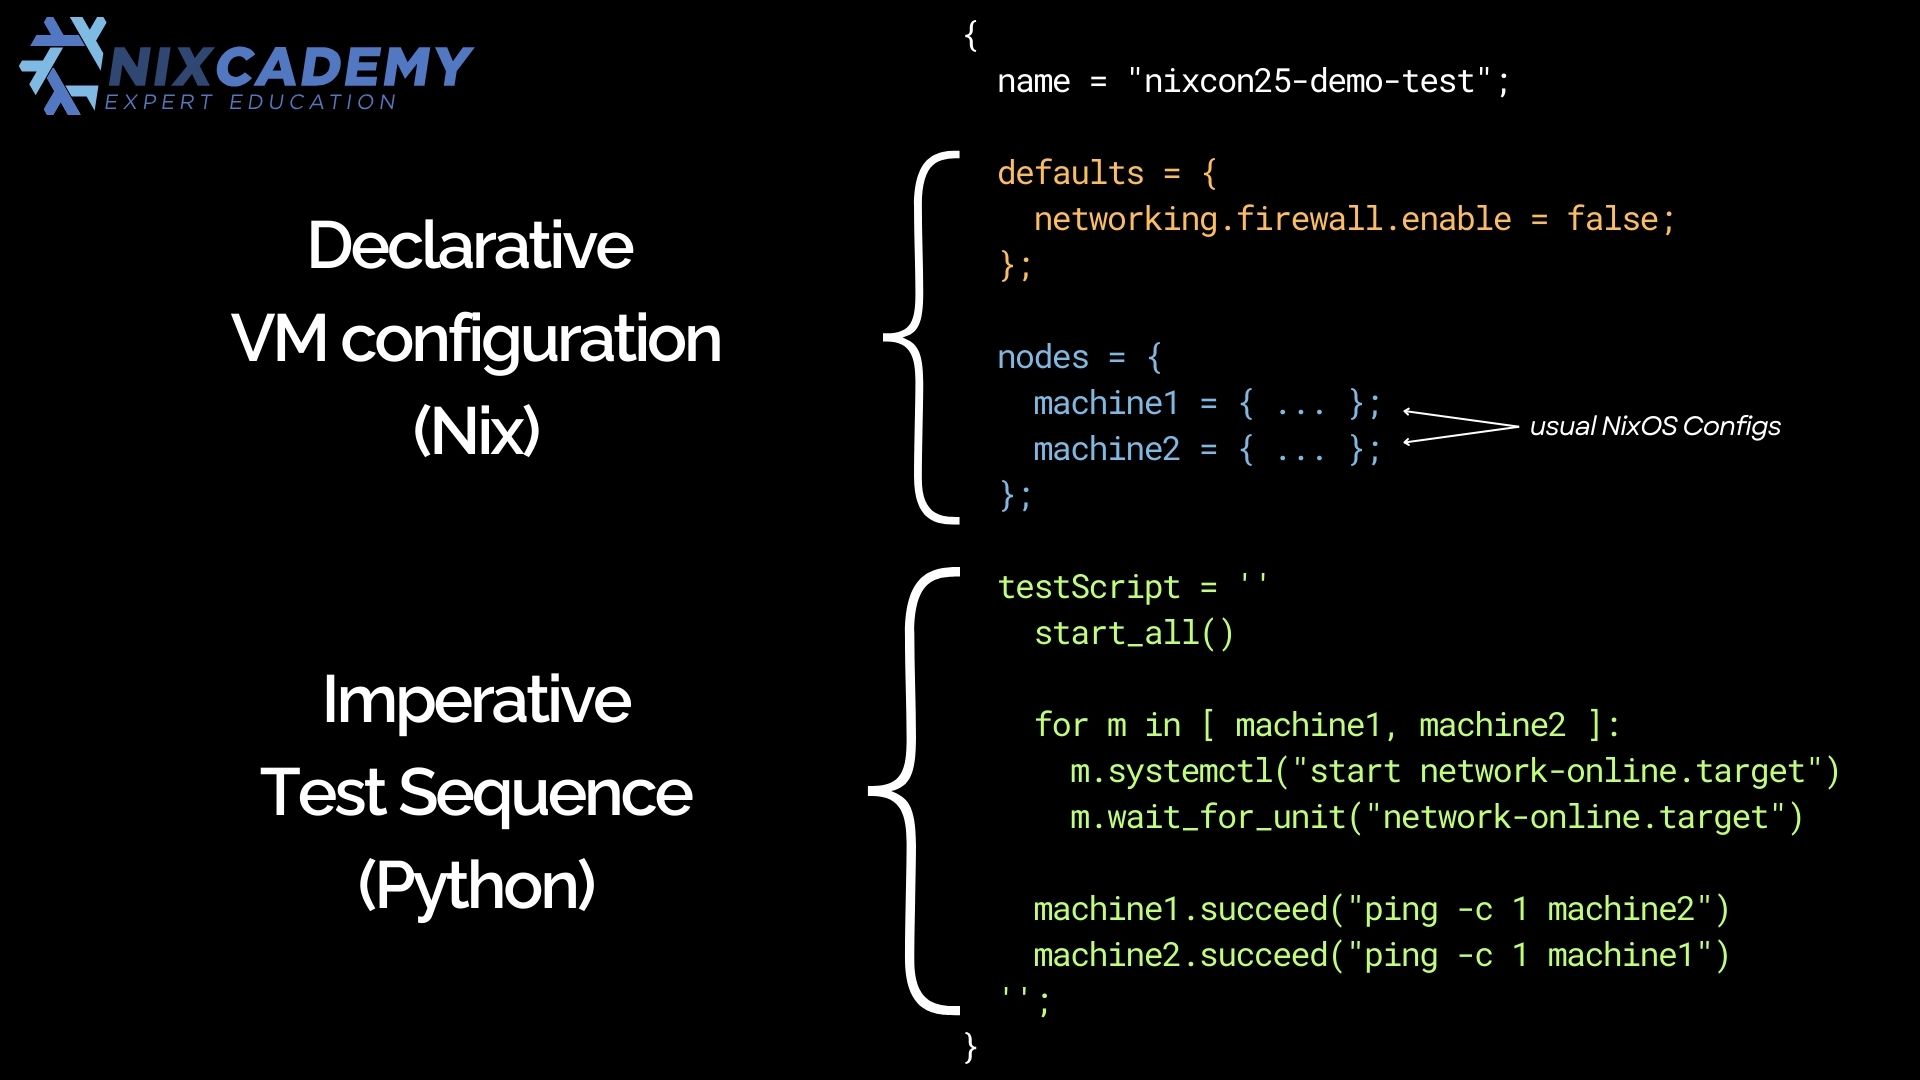 NIXCADEMY
EXPERT EDUCATION
Declarative
VM configuration
(Nix)
Imperative
Test Sequence
(Python)
{
  name = "nixcon25-demo-test";
  defaults = {
    networking.firewall.enable = false;
  };
  nodes = {
    machine1 = { ... };
    machine2 = { ... };
  };
usual NixOS Configs
  testScript = ''
    start_all()
    for m in [ machine1, machine2 ]:
      m.systemctl("start network-online.target")
      m.wait_for_unit("network-online.target")
    machine1.succeed("ping -c 1 machine2")
    machine2.succeed("ping -c 1 machine1")
  '';
}